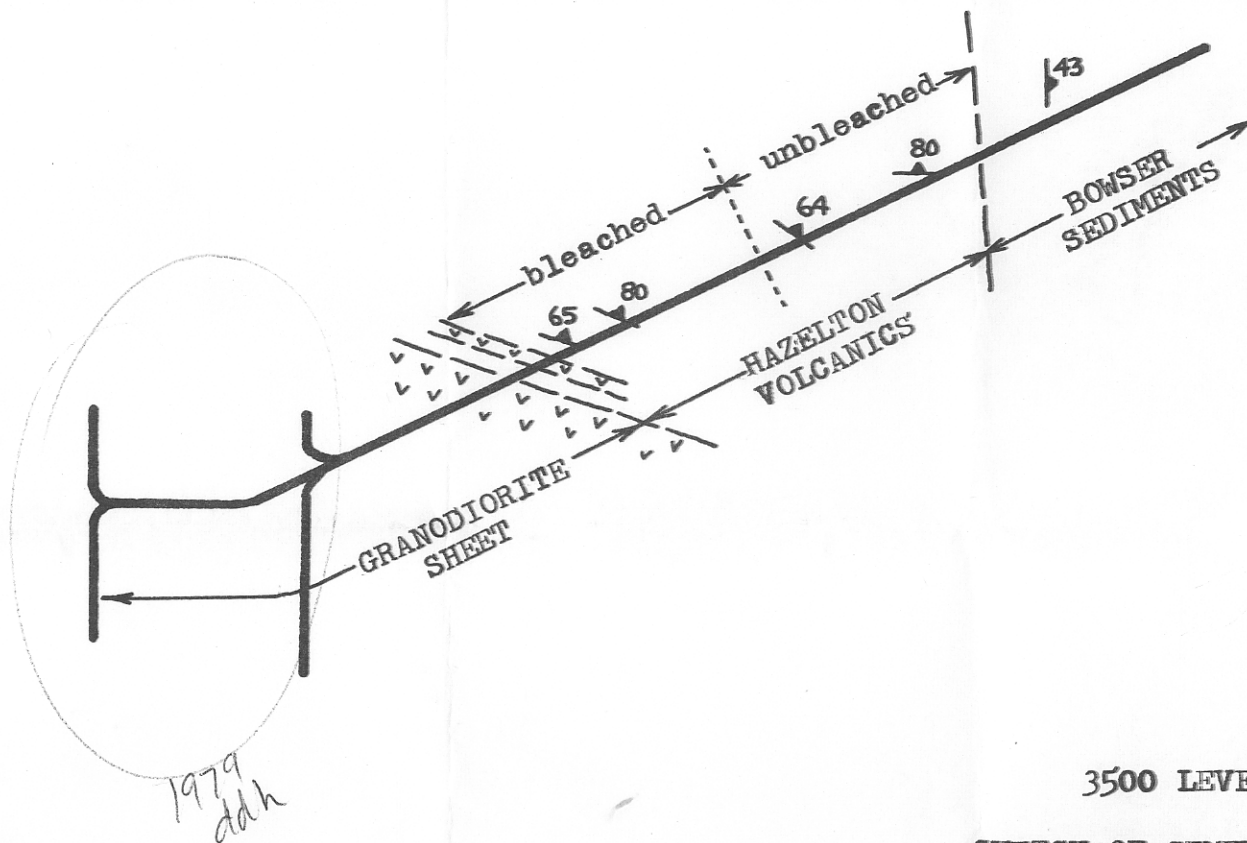 43
unbleached
80
BOWSER
SEDIMENTS
64
bleached
80
65
HAZELTON
VOLCANICS
GRANODIORITE
SHEET
1979
ddh
3500 LEVE